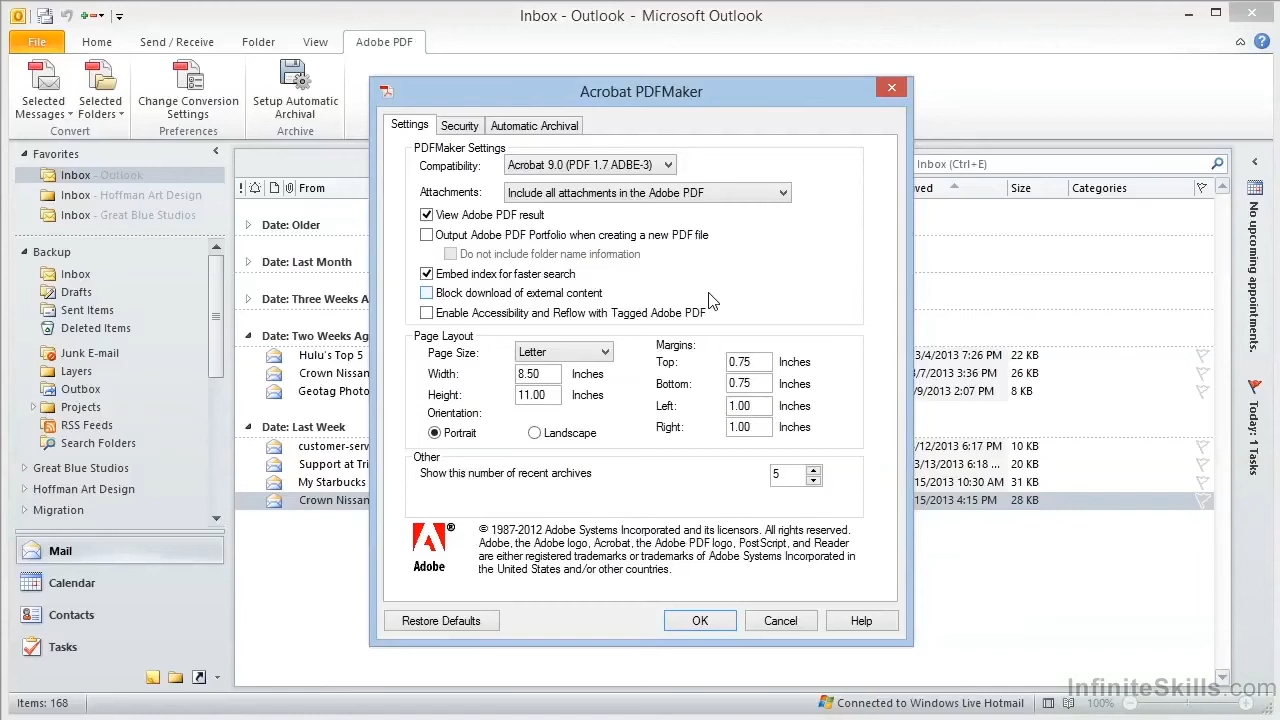 Inbox - Outlook - Microsoft Outlook
File Home Send / Receive Folder View Adobe PDF
Selected Messages
Selected Folders
Change Conversion Settings
Setup Automatic Archival
Convert Preferences Archive
Favorites
Inbox - Outlook
Inbox - Hoffman Art Design
Inbox - Great Blue Studios
Backup
Inbox
Drafts
Sent Items
Deleted Items
Junk E-mail
Layers
Outbox
Projects
RSS Feeds
Search Folders
Great Blue Studios
Hoffman Art Design
Migration
Mail
Calendar
Contacts
Tasks
Inbox (Ctrl+E)
From Size Categories
Date: Older
Date: Last Month
Date: Three Weeks A
Date: Two Weeks Ag
Hulu's Top 5 3/4/2013 7:26 PM 22 KB
Crown Nissan /7/2013 3:36 PM 26 KB
Geotag Photo /9/2013 2:07 PM 8 KB
Date: Last Week
customer-serv /12/2013 6:17 PM 10 KB
Support at Tri 3/13/2013 6:18 ... 20 KB
My Starbucks 15/2013 10:30 AM 31 KB
Crown Nissan 15/2013 4:15 PM 28 KB
Acrobat PDFMaker
Settings Security Automatic Archival
PDFMaker Settings
Compatibility: Acrobat 9.0 (PDF 1.7 ADBE-3)
Attachments: Include all attachments in the Adobe PDF
View Adobe PDF result
Output Adobe PDF Portfolio when creating a new PDF file
Do not include folder name information
Embed index for faster search
Block download of external content
Enable Accessibility and Reflow with Tagged Adobe PDF
Page Layout
Page Size: Letter
Width: 8.50 Inches
Height: 11.00 Inches
Orientation:
Portrait Landscape
Margins:
Top: 0.75 Inches
Bottom: 0.75 Inches
Left: 1.00 Inches
Right: 1.00 Inches
Other
Show this number of recent archives 5
Adobe
© 1987-2012 Adobe Systems Incorporated and its licensors. All rights reserved.
Adobe, the Adobe logo, Acrobat, the Adobe PDF logo, PostScript, and Reader
are either registered trademarks or trademarks of Adobe Systems Incorporated in
the United States and/or other countries.
Restore Defaults OK Cancel Help
No upcoming appointments.
Today: 1 Tasks
InfiniteSkills.com
Items: 168 Connected to Windows Live Hotmail 100%